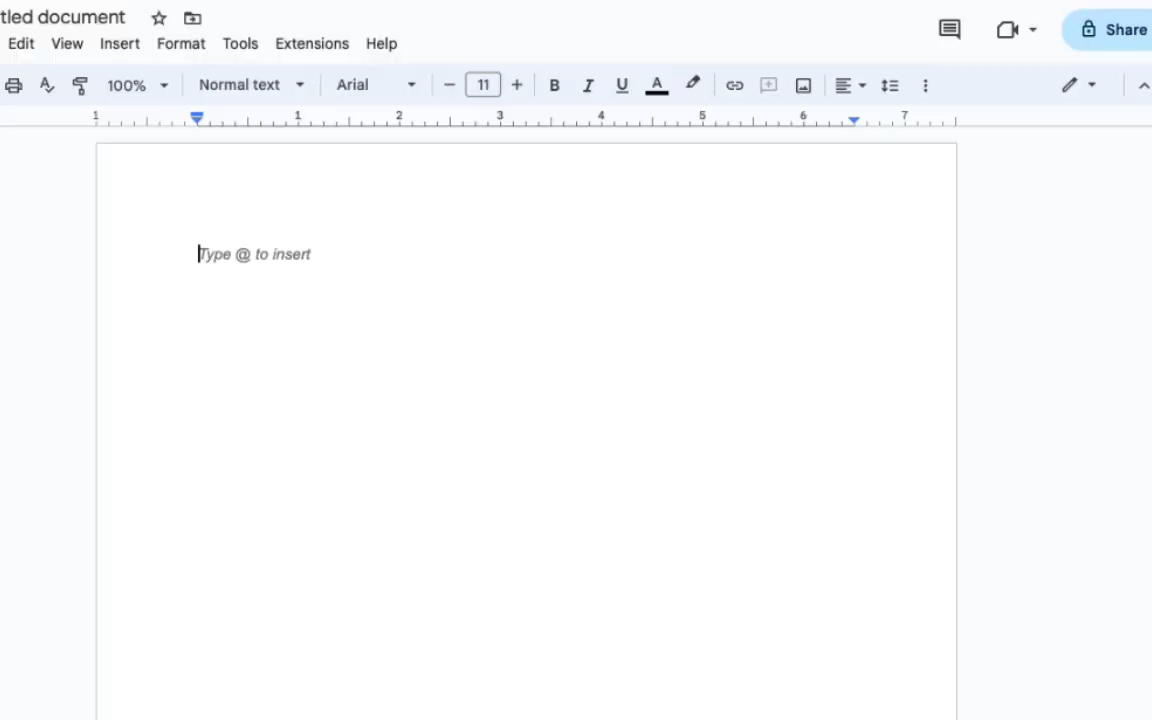 tled document
Edit View Insert Format Tools Extensions Help
Share
100% Normal text Arial 11 B I U A
1 1 2 3 4 5 6 7
Type @ to insert